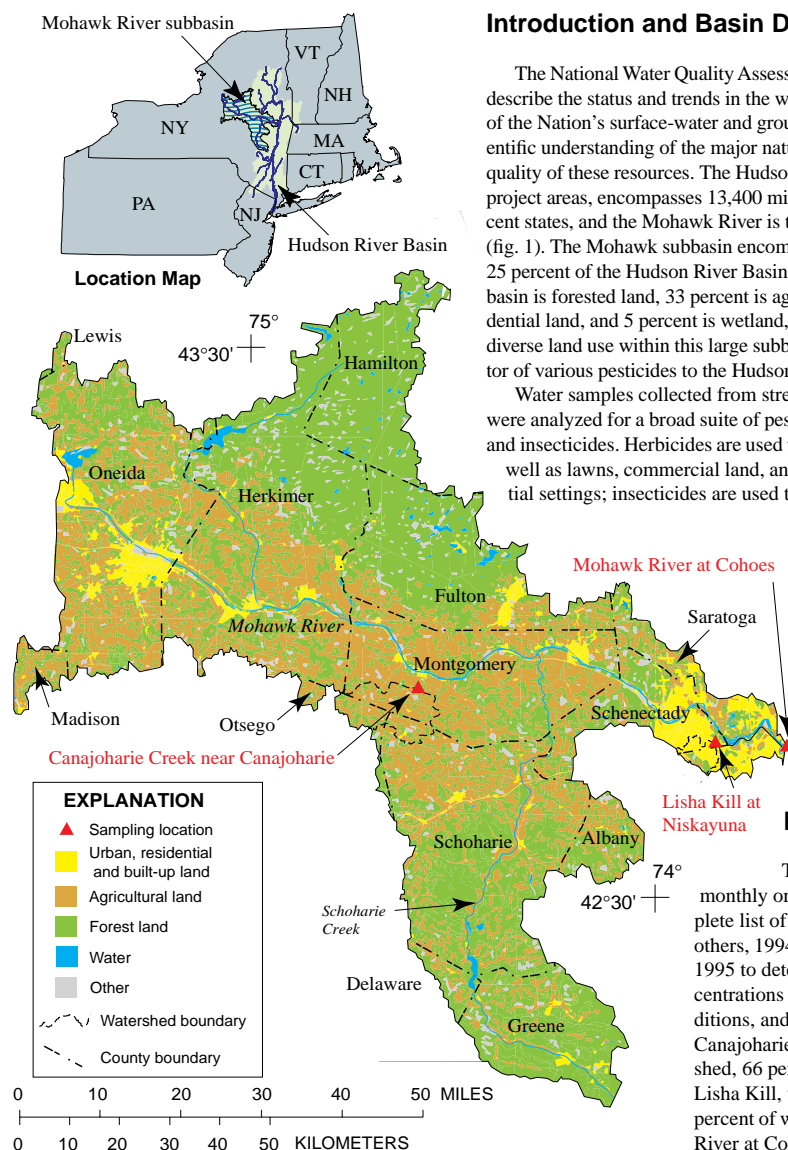 Mohawk River subbasin
VT
NH
NY
MA
CT
PA
NJ
Hudson River Basin
Location Map
Introduction and Basin D
The National Water Quality Assess
describe the status and trends in the w
of the Nation's surface-water and grou
entific understanding of the major natu
quality of these resources. The Hudso
project areas, encompasses 13,400 mi
cent states, and the Mohawk River is t
(fig. 1). The Mohawk subbasin encom
25 percent of the Hudson River Basin
basin is forested land, 33 percent is ag
dential land, and 5 percent is wetland,
diverse land use within this large subb
tor of various pesticides to the Hudson
Water samples collected from stre
were analyzed for a broad suite of pes
and insecticides. Herbicides are used
well as lawns, commercial land, an
tial settings; insecticides are used t
Lewis
75°
43°30'
Hamilton
Oneida
Herkimer
Mohawk River at Cohoes
Fulton
Saratoga
Mohawk River
Montgomery
Madison
Otsego
Schenectady
Canajoharie Creek near Canajoharie
Lisha Kill at
Niskayuna
Schoharie
Albany
74°
42°30'
Schoharie
Creek
Delaware
Greene
EXPLANATION
Sampling location
Urban, residential
and built-up land
Agricultural land
Forest land
Water
Other
Watershed boundary
County boundary
0 10 20 30 40 50 MILES
0 10 20 30 40 50 KILOMETERS
T
monthly or
plete list of
others, 1994
1995 to dete
centrations
ditions, and
Canajoharie
shed, 66 per
Lisha Kill,
percent of w
River at Co